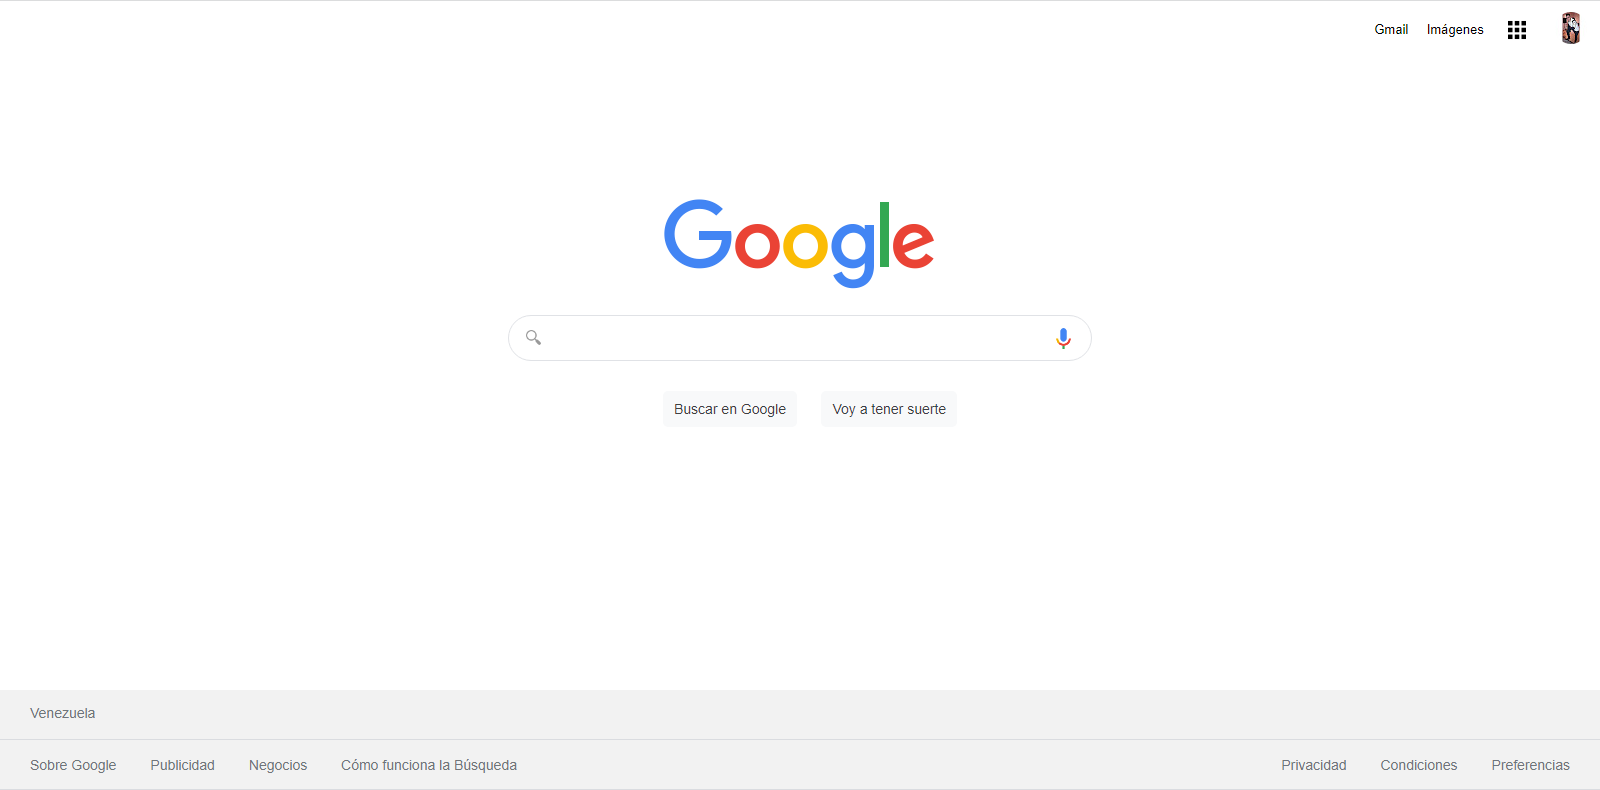 Gmail Imágenes
Google
Buscar en Google Voy a tener suerte
Venezuela
Sobre Google Publicidad Negocios Cómo funciona la Búsqueda Privacidad Condiciones Preferencias